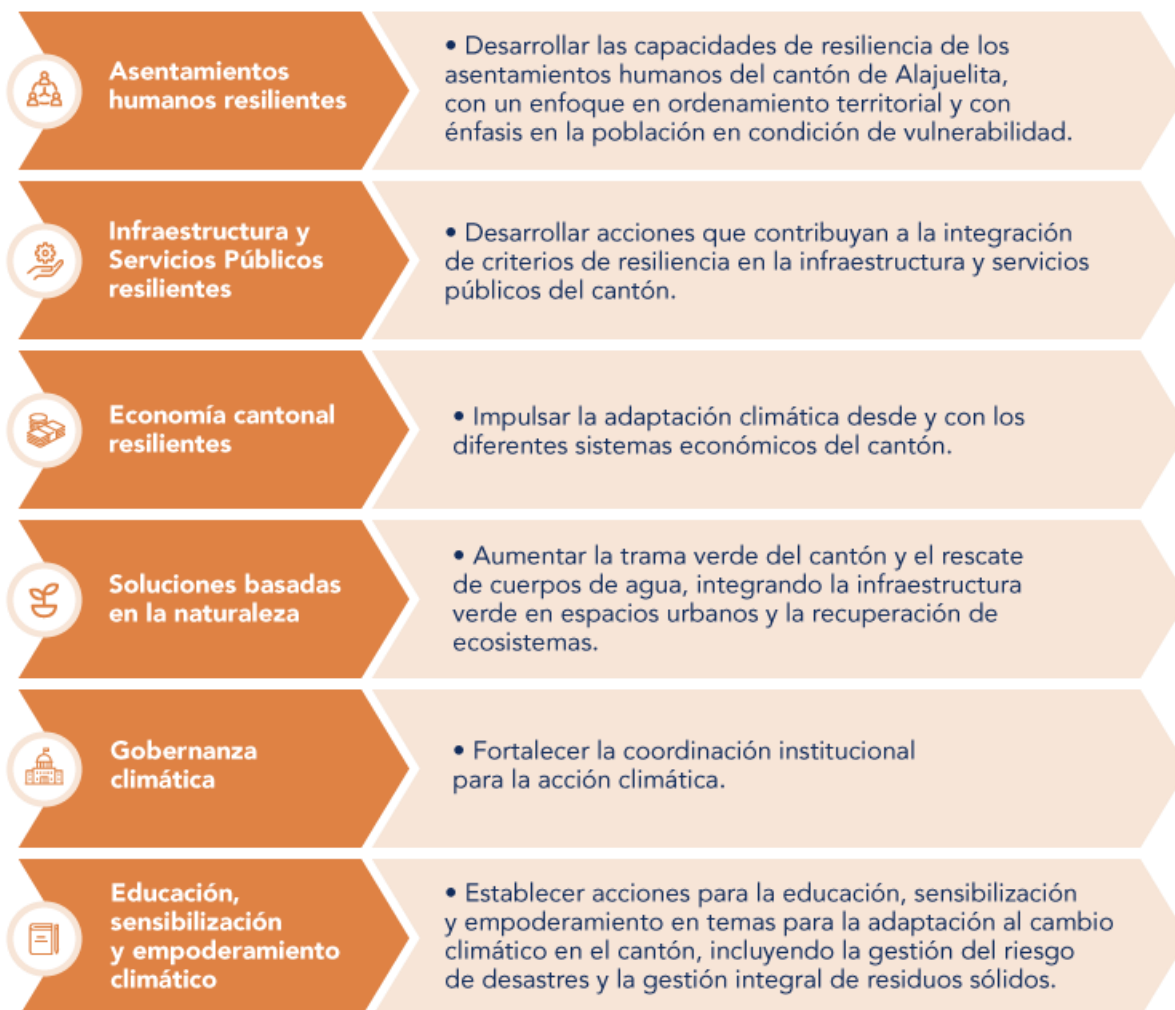 Asentamientos
humanos resilientes
• Desarrollar las capacidades de resiliencia de los
asentamientos humanos del cantón de Alajuelita,
con un enfoque en ordenamiento territorial y con
énfasis en la población en condición de vulnerabilidad.
Infraestructura y
Servicios Públicos
resilientes
• Desarrollar acciones que contribuyan a la integración
de criterios de resiliencia en la infraestructura y servicios
públicos del cantón.
Economía cantonal
resilientes
• Impulsar la adaptación climática desde y con los
diferentes sistemas económicos del cantón.
Soluciones basadas
en la naturaleza
• Aumentar la trama verde del cantón y el rescate
de cuerpos de agua, integrando la infraestructura
verde en espacios urbanos y la recuperación de
ecosistemas.
Gobernanza
climática
• Fortalecer la coordinación institucional
para la acción climática.
Educación,
sensibilización
y empoderamiento
climático
• Establecer acciones para la educación, sensibilización
y empoderamiento en temas para la adaptación al cambio
climático en el cantón, incluyendo la gestión del riesgo
de desastres y la gestión integral de residuos sólidos.